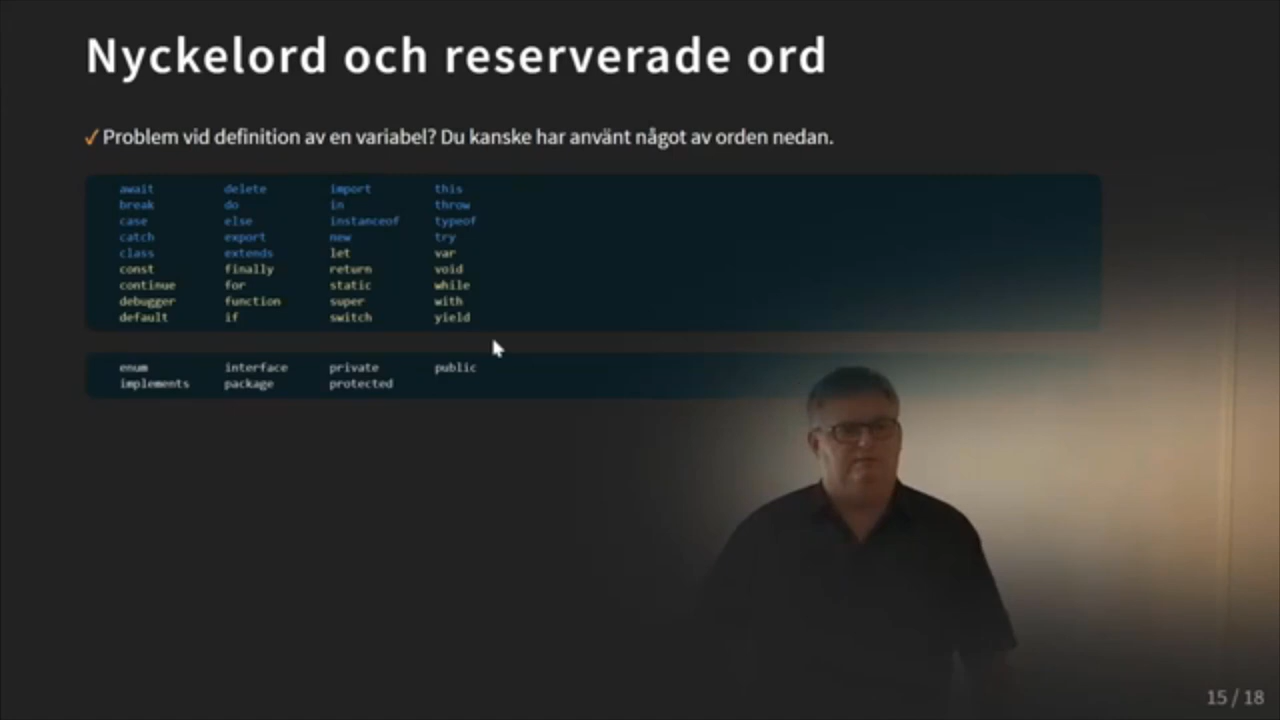 Nyckelord och reserverade ord
✓ Problem vid definition av en variabel? Du kanske har använt något av orden nedan.
await delete import this
break do in throw
case else instanceof typeof
catch export new try
class extends let var
const finally return void
continue for static while
debugger function super with
default if switch yield
enum interface private public
implements package protected
15 / 18